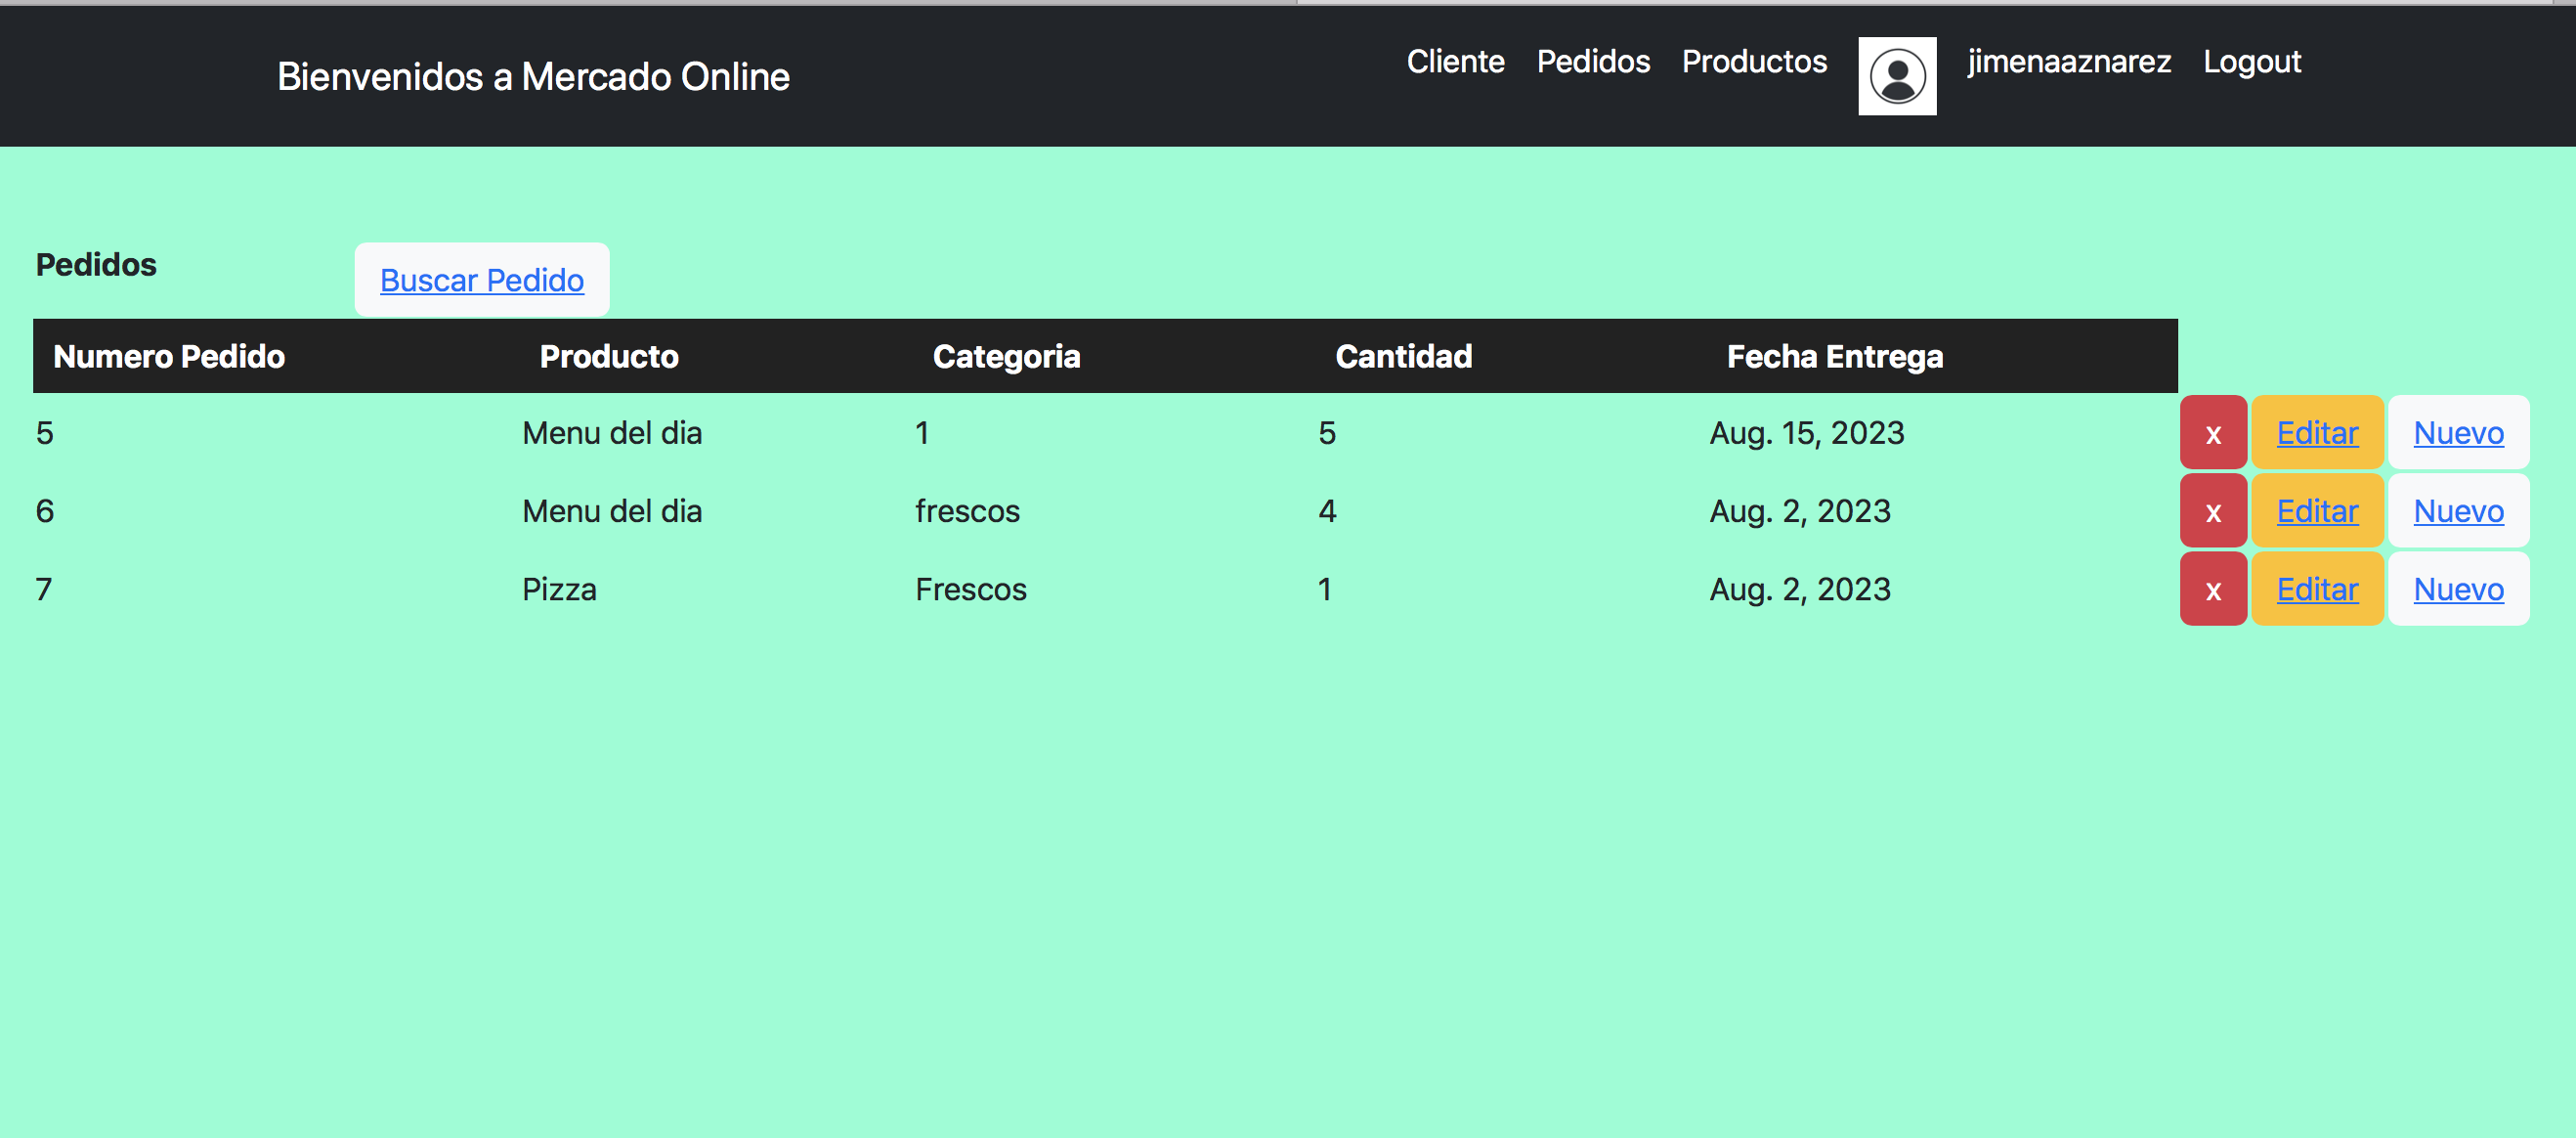 Bienvenidos a Mercado Online
Cliente Pedidos Productos jimenaaznarez Logout
Pedidos
Buscar Pedido
Numero Pedido Producto Categoria Cantidad Fecha Entrega
5 Menu del dia 1 5 Aug. 15, 2023 x Editar Nuevo
6 Menu del dia frescos 4 Aug. 2, 2023 x Editar Nuevo
7 Pizza Frescos 1 Aug. 2, 2023 x Editar Nuevo